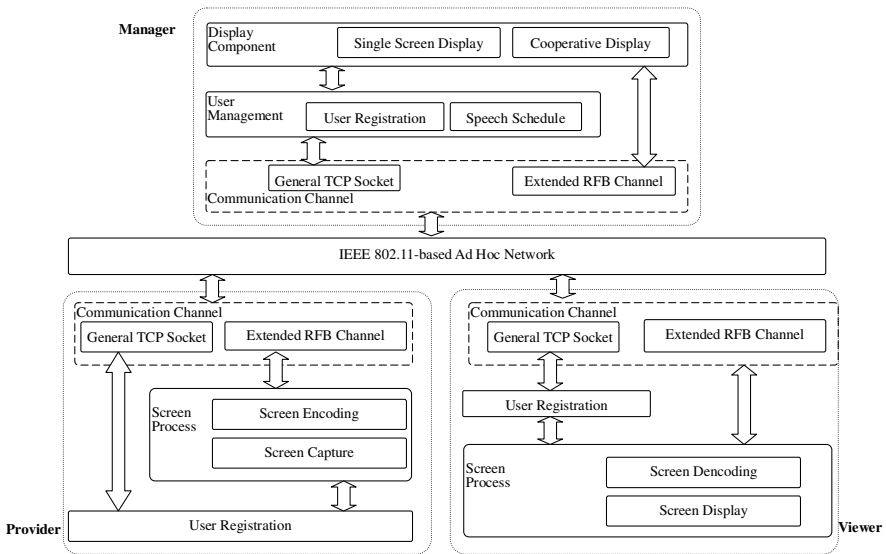 Manager
Display
Component
Single Screen Display
Cooperative Display
User
Management
User Registration
Speech Schedule
General TCP Socket
Extended RFB Channel
Communication Channel
IEEE 802.11-based Ad Hoc Network
Communication Channel
General TCP Socket
Extended RFB Channel
Screen
Process
Screen Encoding
Screen Capture
User Registration
Provider
Communication Channel
General TCP Socket
Extended RFB Channel
User Registration
Screen
Process
Screen Dencoding
Screen Display
Viewer